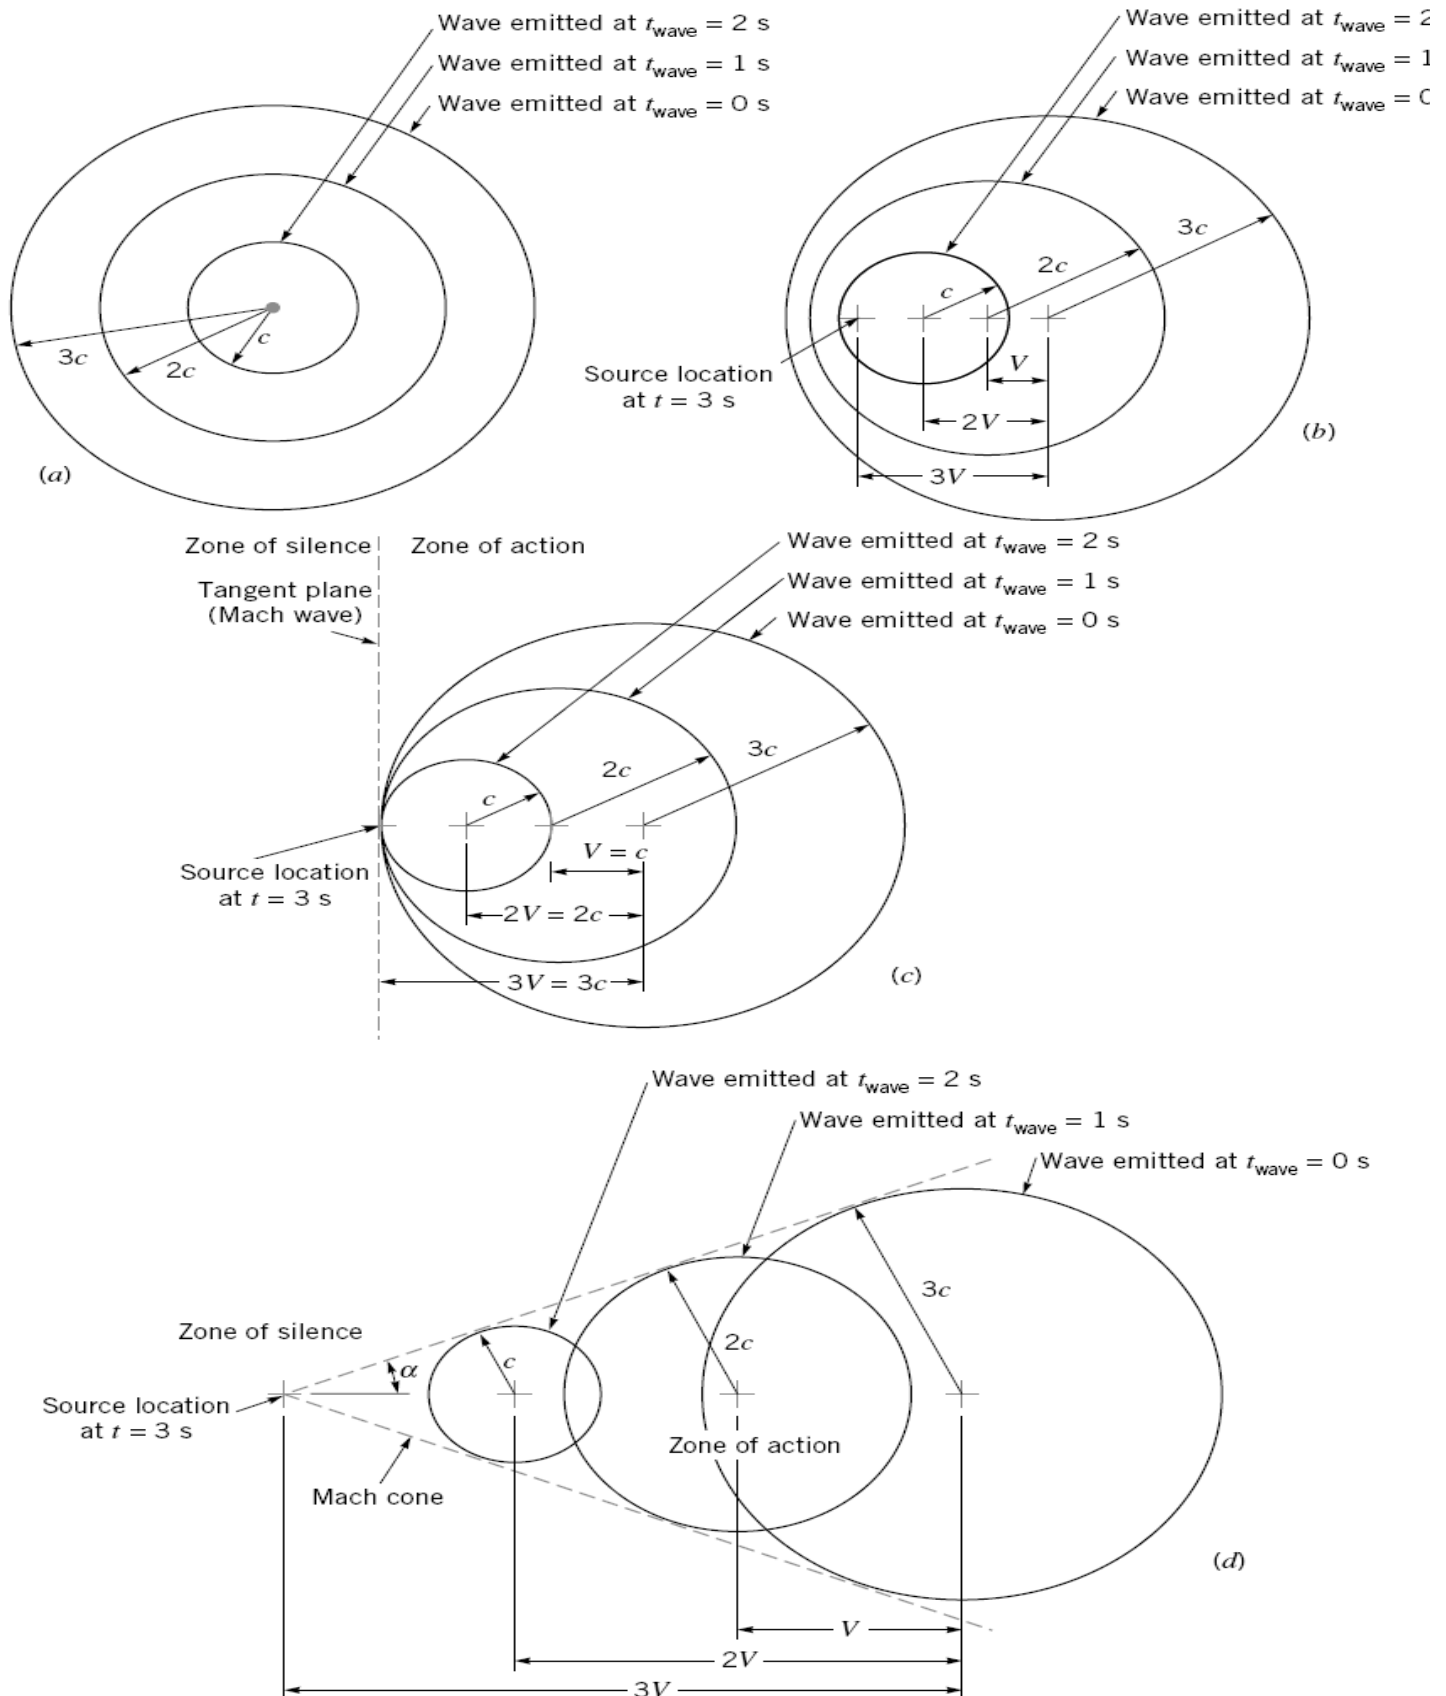 Wave emitted at t_wave = 2 s
Wave emitted at t_wave = 1 s
Wave emitted at t_wave = 0 s
3c
2c
c
(a)
Wave emitted at t_wave = 2
Wave emitted at t_wave = 1
Wave emitted at t_wave = 0
3c
2c
c
Source location
at t = 3 s
V
2V
3V
(b)
Zone of silence
Zone of action
Tangent plane
(Mach wave)
Wave emitted at t_wave = 2 s
Wave emitted at t_wave = 1 s
Wave emitted at t_wave = 0 s
3c
2c
c
Source location
at t = 3 s
V = c
2V = 2c
3V = 3c
(c)
Wave emitted at t_wave = 2 s
Wave emitted at t_wave = 1 s
Wave emitted at t_wave = 0 s
3c
2c
c
Zone of silence
α
Source location
at t = 3 s
Zone of action
Mach cone
(d)
V
2V
3V